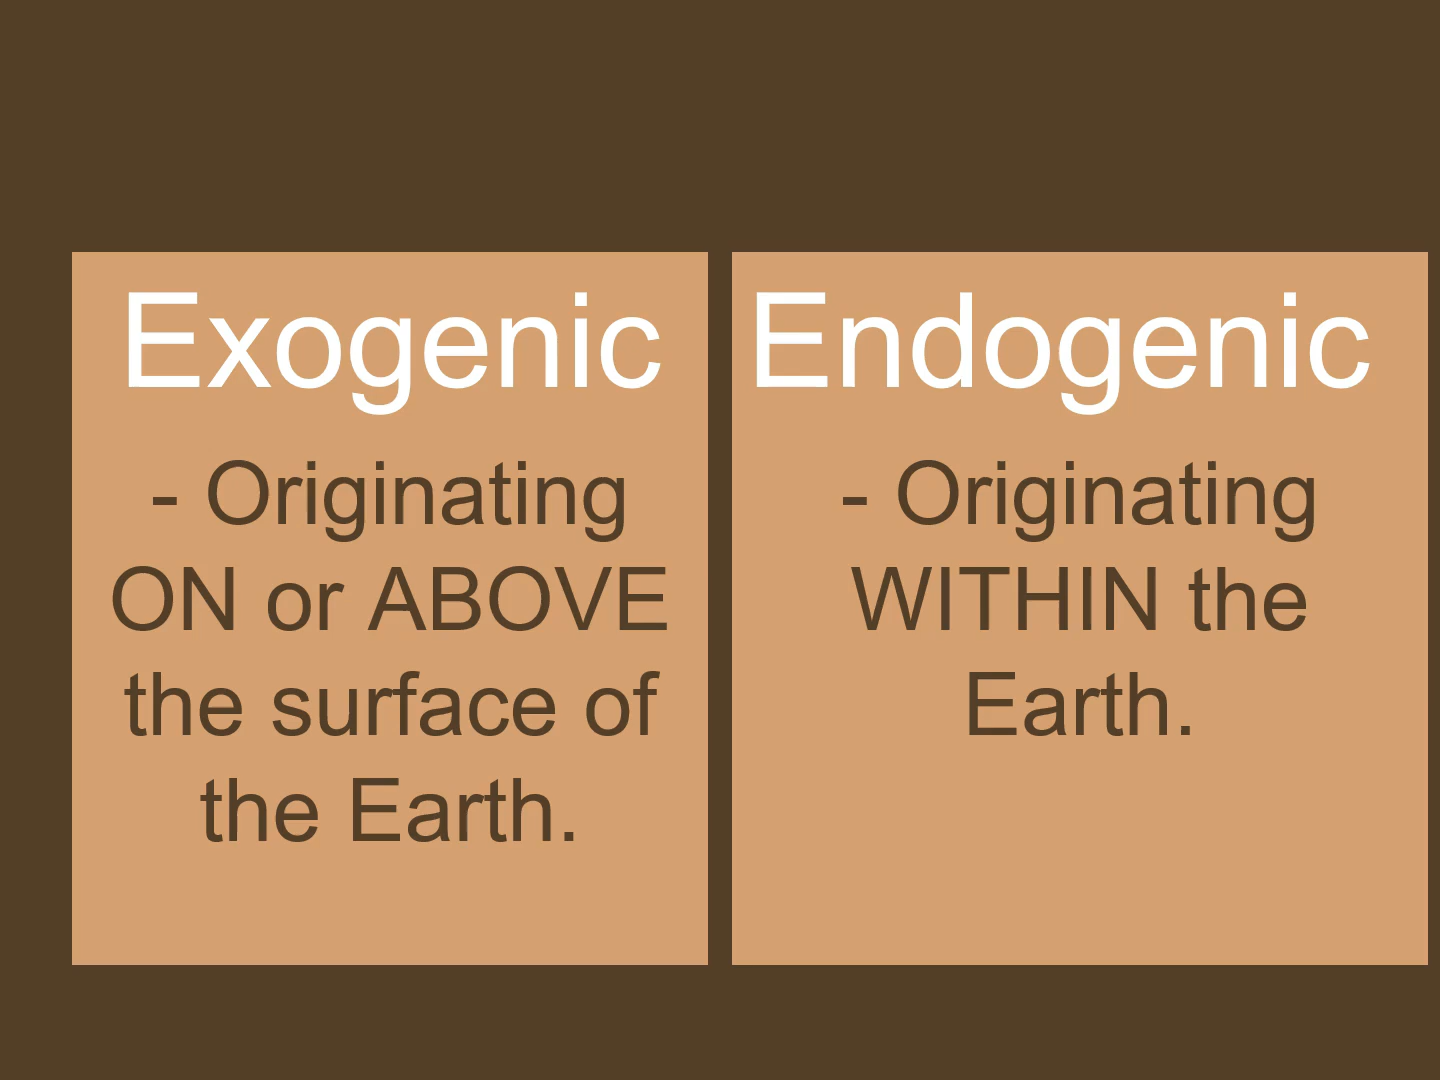 Exogenic
- Originating
ON or ABOVE
the surface of
the Earth.
Endogenic
- Originating
WITHIN the
Earth.